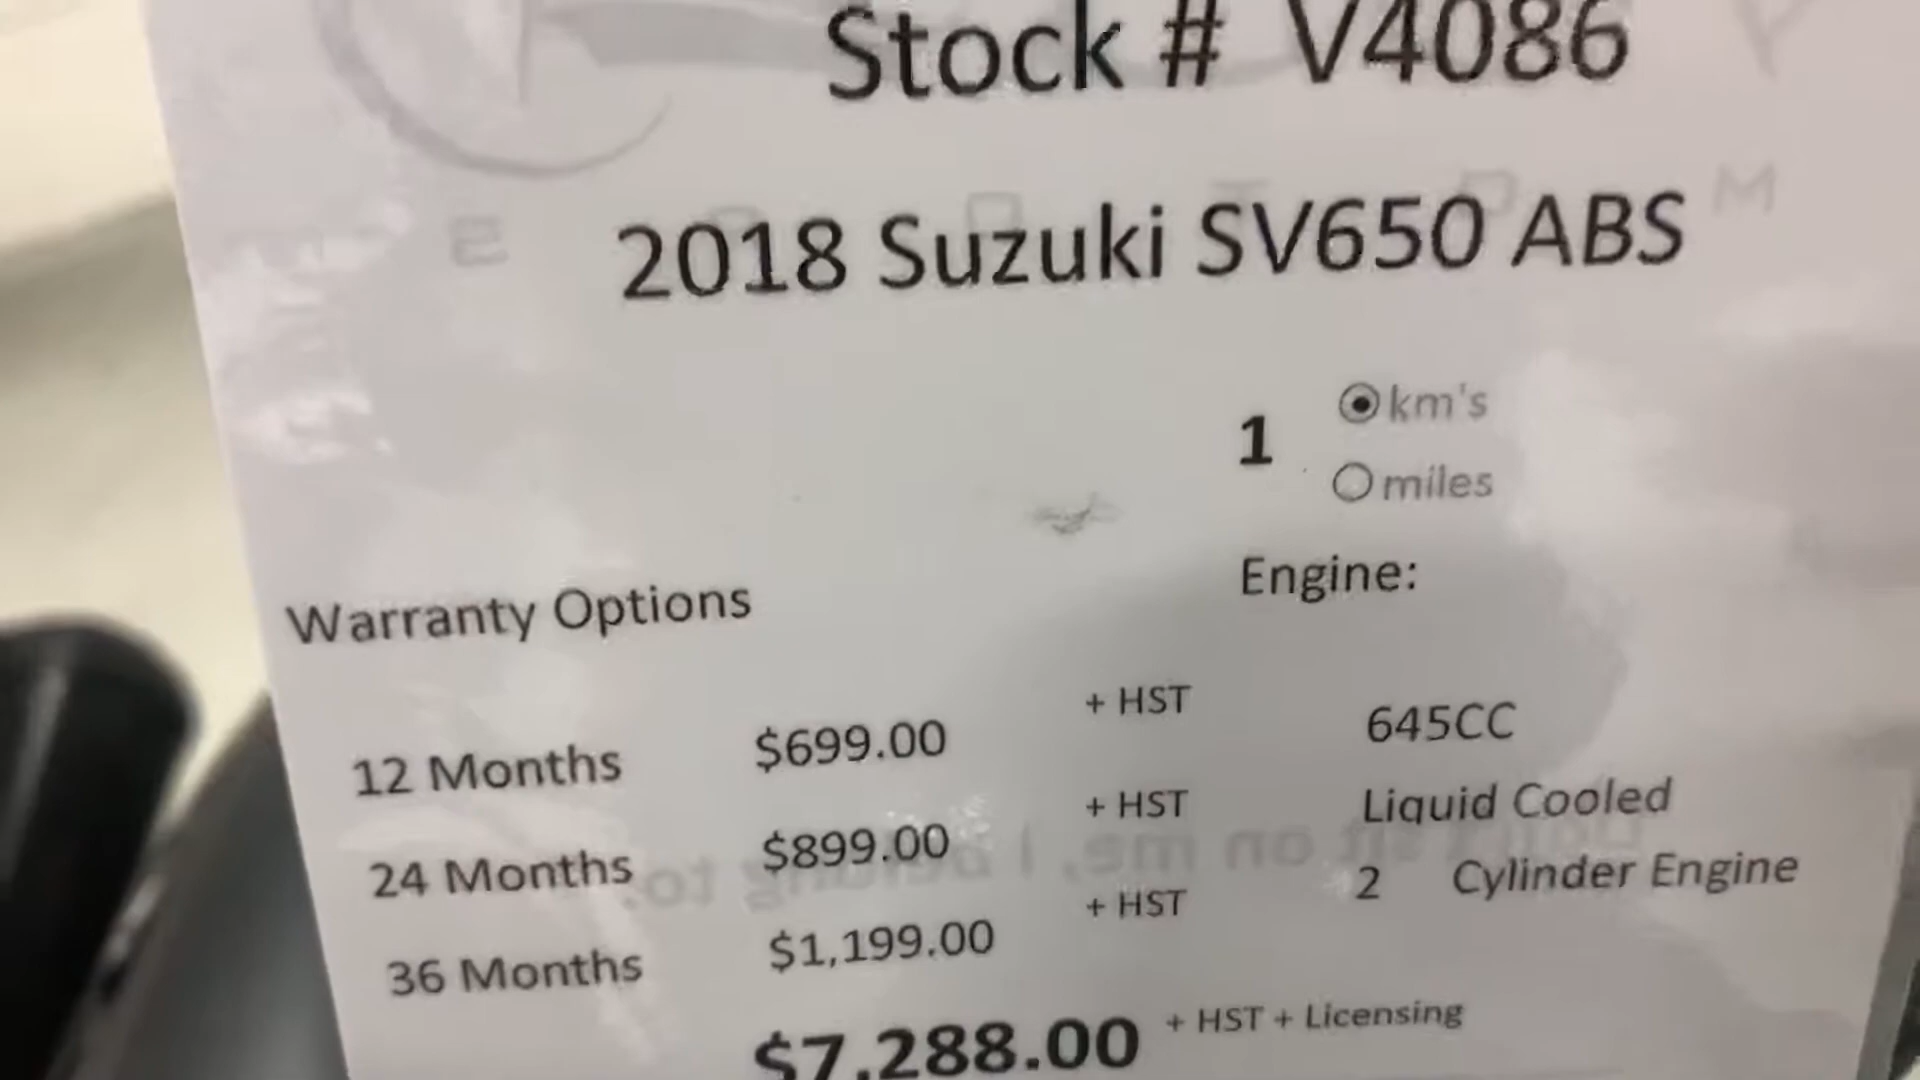 Stock # V4086
2018 Suzuki SV650 ABS
1
km's
miles
Engine:
Warranty Options
12 Months $699.00 + HST
24 Months $899.00 + HST
36 Months $1,199.00 + HST
645CC
Liquid Cooled
2 Cylinder Engine
$7,288.00 + HST + Licensing